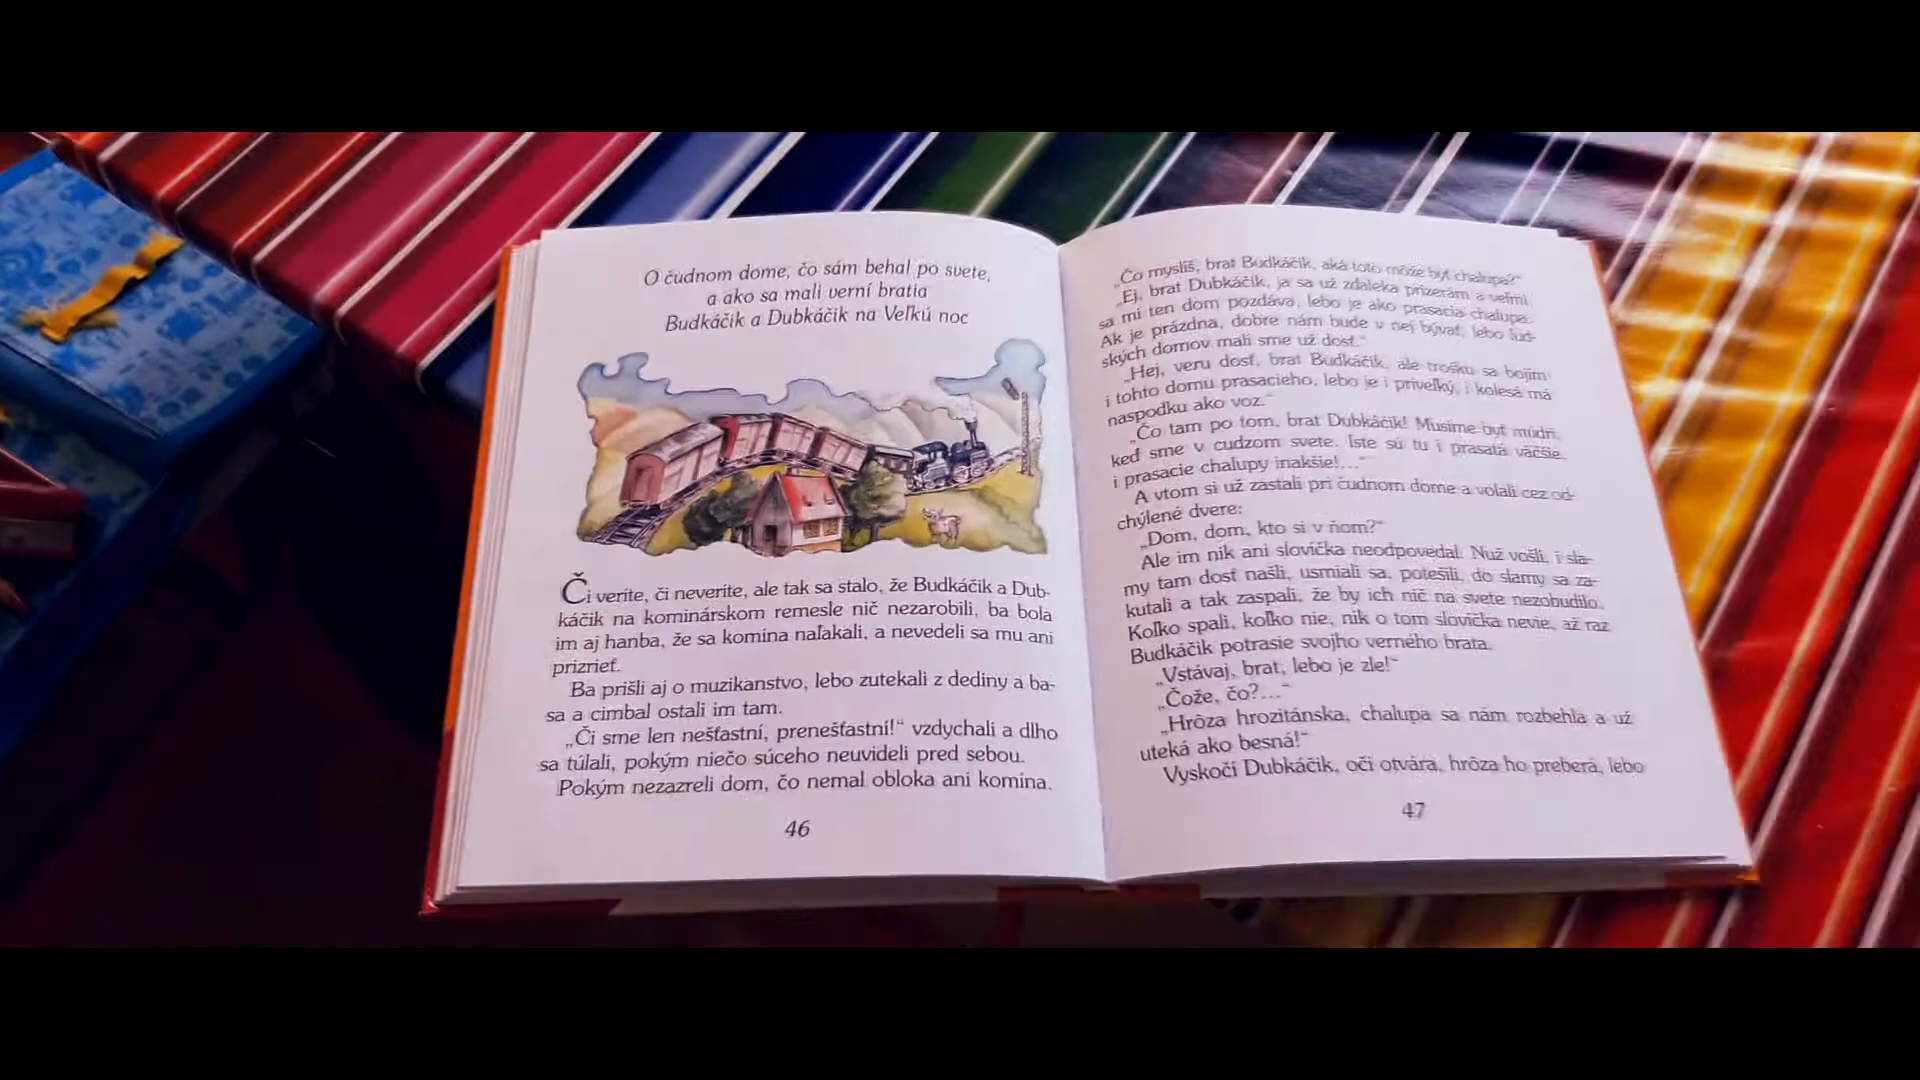 O čudnom dome, čo sám behal po svete,
a ako sa mali verní bratia
Budkáčik a Dubkáčik na Veľkú noc
Či veríte, či neveríte, ale tak sa stalo, že Budkáčik a Dub-
káčik na kominárskom remesle nič nezarobili, ba bola
im aj hanba, že sa komína naľakali, a nevedeli sa mu ani
prizrieť.
Ba prišli aj o muzikanstvo, lebo zutekali z dediny a ba-
sa a cimbal ostali im tam.
„Či sme len nešťastní, prenešťastní!“ vzdychali a dlho
sa túlali, pokým niečo súceho neuvideli pred sebou.
Pokým nezazreli dom, čo nemal obloka ani komína.
46
„Čo myslíš, brat Budkáčik, aká toto môže byť chalupa?“
„Ej, brat Dubkáčik, ja sa už zdaleka prizerám a veľmi
sa mi ten dom pozdáva, lebo je ako prasacia chalupa.
Ak je prázdna, dobre nám bude v nej bývať, lebo ľud-
ských domov mali sme už dosť.“
„Hej, veru dosť, brat Budkáčik, ale trošku sa bojím
i tohto domu prasacieho, lebo je i priveľký, i kolesá má
naspodku ako voz.“
„Čo tam po tom, brat Dubkáčik! Musíme byť múdri,
keď sme v cudzom svete. Iste sú tu i prasatá väčšie,
i prasacie chalupy inakšie!...“
A vtom si už zastali pri čudnom dome a volali cez od-
chýlené dvere:
„Dom, dom, kto si v ňom?“
Ale im nik ani slovíčka neodpovedal. Nuž vošli, i sla-
my tam dosť našli, usmiali sa, potešili, do slamy sa za-
kutali a tak zaspali, že by ich nič na svete nezobudilo.
Koľko spali, koľko nie, nik o tom slovíčka nevie, až raz
Budkáčik potrasie svojho verného brata.
„Vstávaj, brat, lebo je zle!“
„Čože, čo?...“
„Hrôza hrozitánska, chalupa sa nám rozbehla a už
uteká ako besná!“
Vyskočí Dubkáčik, oči otvára, hrôza ho preberá, lebo
47